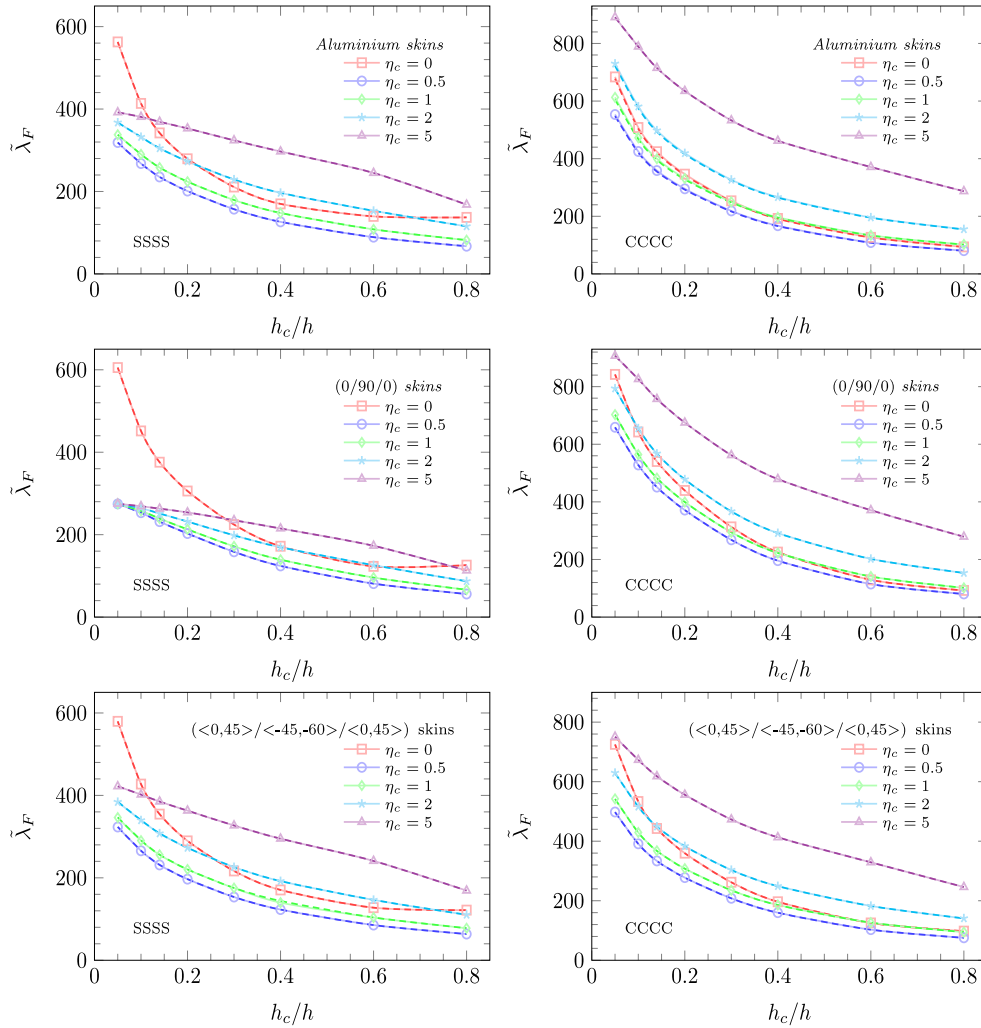 600
400
200
0
λ̃_F
Aluminium skins
η_c = 0
η_c = 0.5
η_c = 1
η_c = 2
η_c = 5
SSSS
0 0.2 0.4 0.6 0.8
h_c/h
800
600
400
200
0
λ̃_F
Aluminium skins
η_c = 0
η_c = 0.5
η_c = 1
η_c = 2
η_c = 5
CCCC
0 0.2 0.4 0.6 0.8
h_c/h
600
400
200
0
λ̃_F
(0/90/0) skins
η_c = 0
η_c = 0.5
η_c = 1
η_c = 2
η_c = 5
SSSS
0 0.2 0.4 0.6 0.8
h_c/h
800
600
400
200
0
λ̃_F
(0/90/0) skins
η_c = 0
η_c = 0.5
η_c = 1
η_c = 2
η_c = 5
CCCC
0 0.2 0.4 0.6 0.8
h_c/h
600
400
200
0
λ̃_F
(<0,45>/<-45,-60>/<0,45>) skins
η_c = 0
η_c = 0.5
η_c = 1
η_c = 2
η_c = 5
SSSS
0 0.2 0.4 0.6 0.8
h_c/h
800
600
400
200
0
λ̃_F
(<0,45>/<-45,-60>/<0,45>) skins
η_c = 0
η_c = 0.5
η_c = 1
η_c = 2
η_c = 5
CCCC
0 0.2 0.4 0.6 0.8
h_c/h